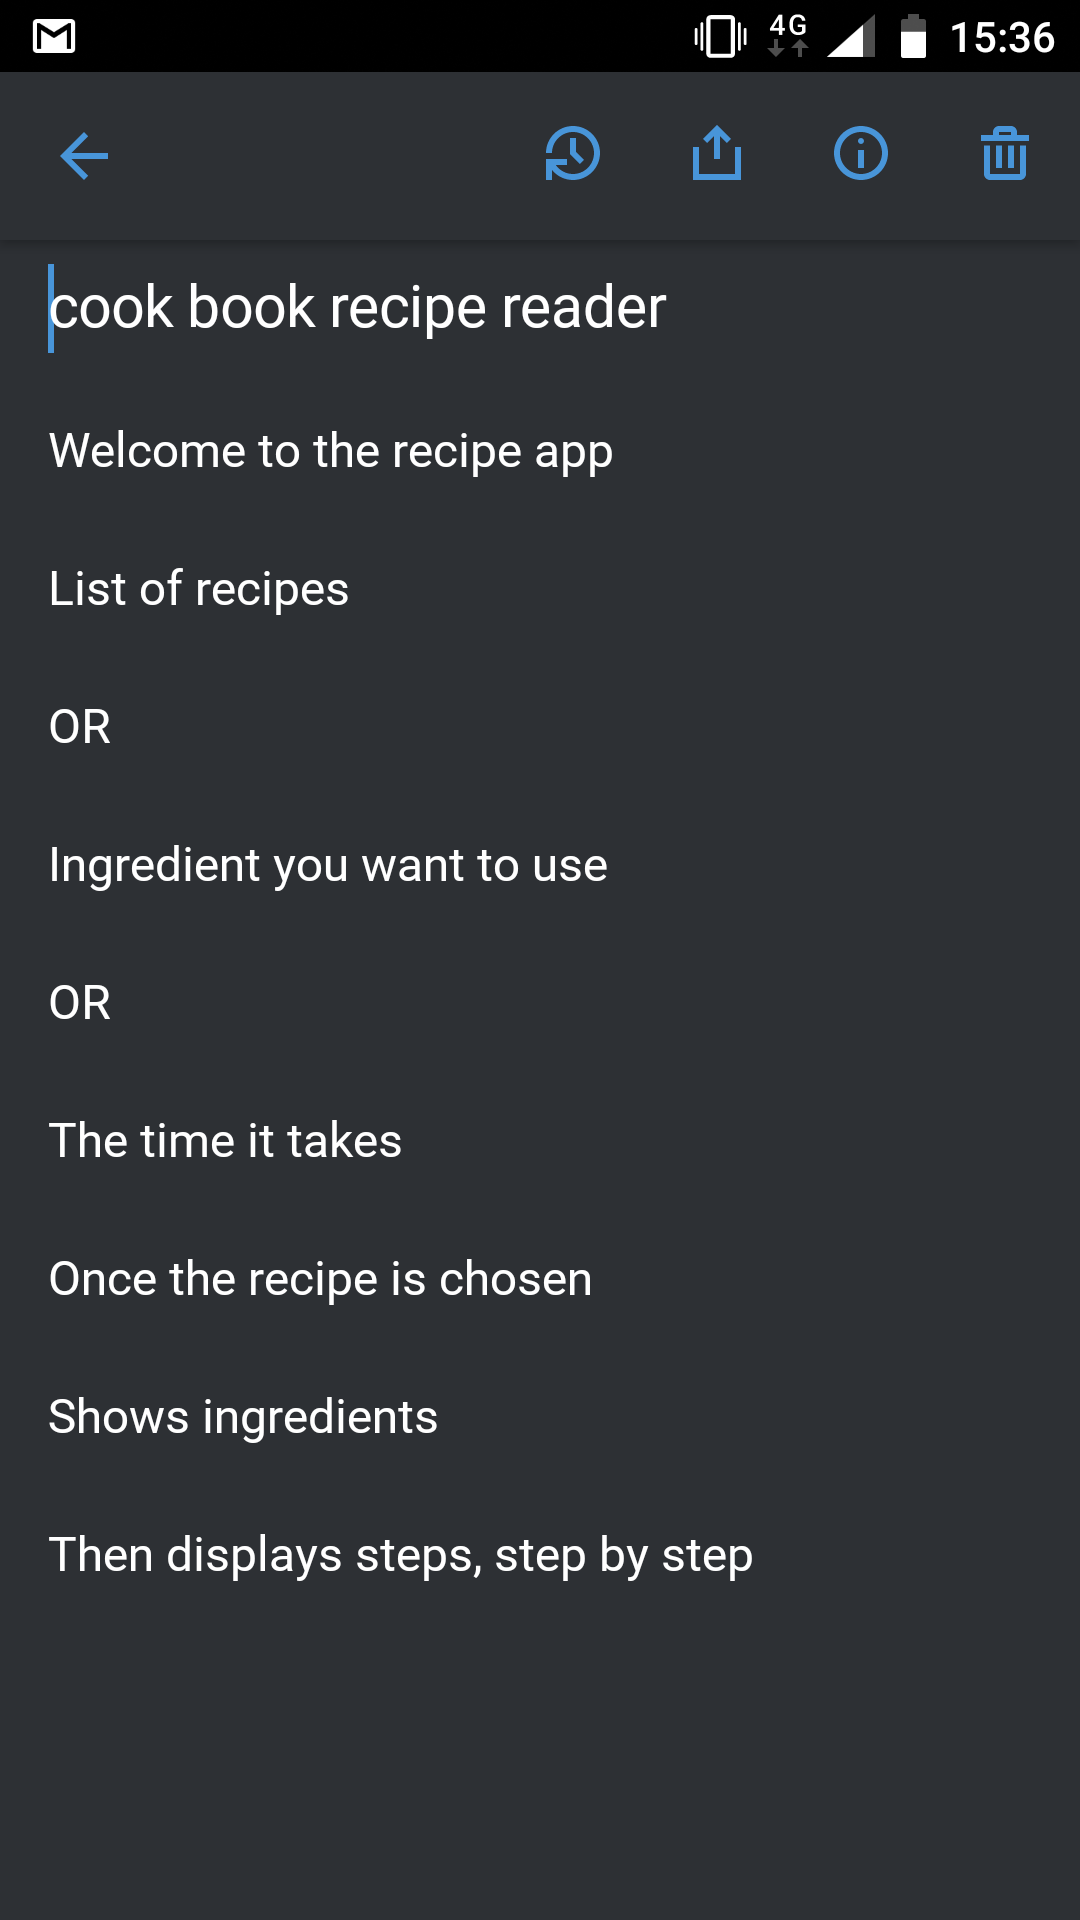 4G 15:36
cook book recipe reader
Welcome to the recipe app
List of recipes
OR
Ingredient you want to use
OR
The time it takes
Once the recipe is chosen
Shows ingredients
Then displays steps, step by step